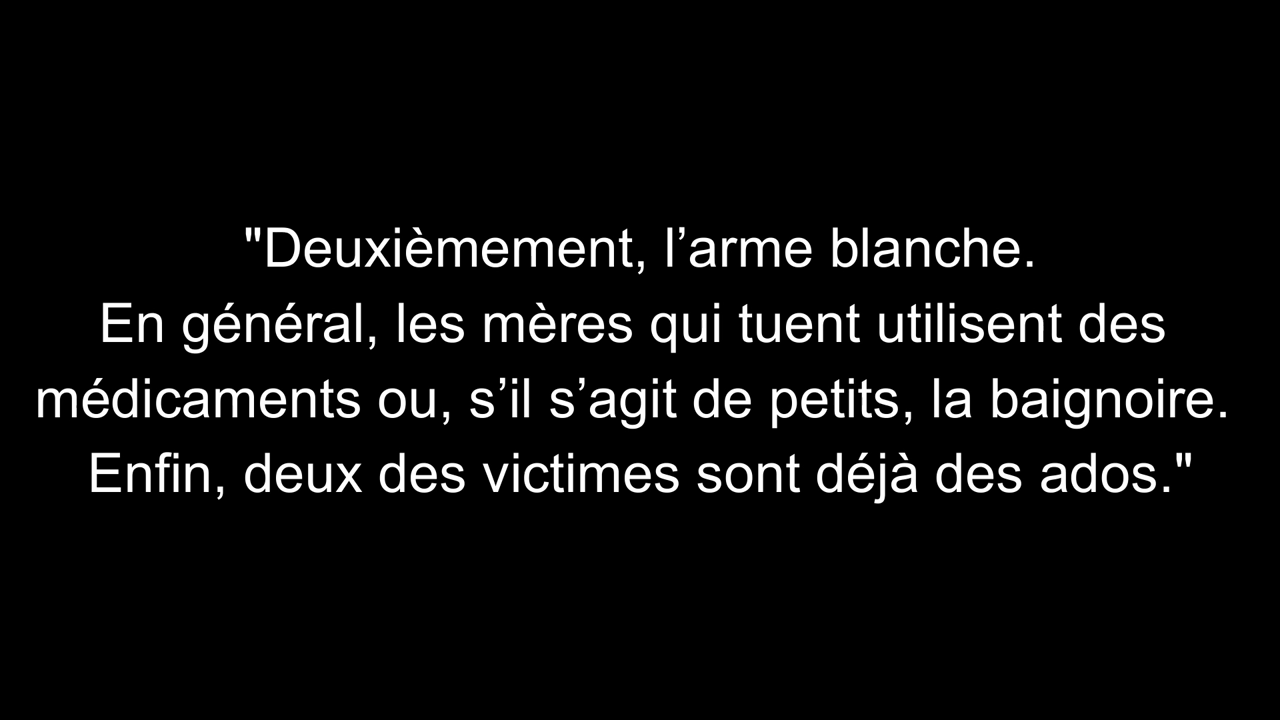 "Deuxièmement, l’arme blanche.
En général, les mères qui tuent utilisent des
médicaments ou, s’il s’agit de petits, la baignoire.
Enfin, deux des victimes sont déjà des ados."